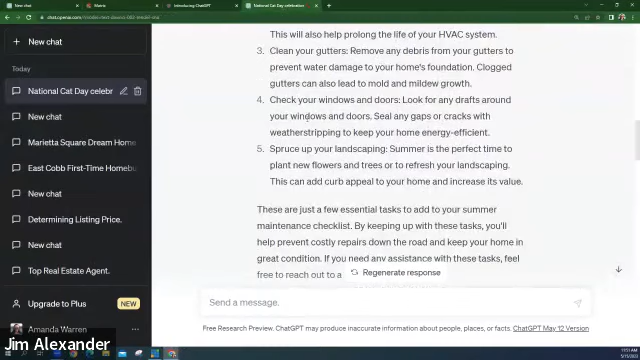 New chat
Matrix
Introducing ChatGPT
National Cat Day celebration
New chat
Today
National Cat Day celebr
New chat
Marietta Square Dream Home
East Cobb First-Time Homebu
New chat
Determining Listing Price.
New chat
Top Real Estate Agent.
Upgrade to Plus NEW
Amanda Warren
Jim Alexander
This will also help prolong the life of your HVAC system.
3. Clean your gutters: Remove any debris from your gutters to
prevent water damage to your home's foundation. Clogged
gutters can also lead to mold and mildew growth.
4. Check your windows and doors: Look for any drafts around
your windows and doors. Seal any gaps or cracks with
weatherstripping to keep your home energy-efficient.
5. Spruce up your landscaping: Summer is the perfect time to
plant new flowers and trees or to refresh your landscaping.
This can add curb appeal to your home and increase its value.
These are just a few essential tasks to add to your summer
maintenance checklist. By keeping up with these tasks, you'll
help prevent costly repairs down the road and keep your home in
great condition. If you need any assistance with these tasks, feel
free to reach out to a
Regenerate response
Send a message.
Free Research Preview. ChatGPT may produce inaccurate information about people, places, or facts. ChatGPT May 12 Version